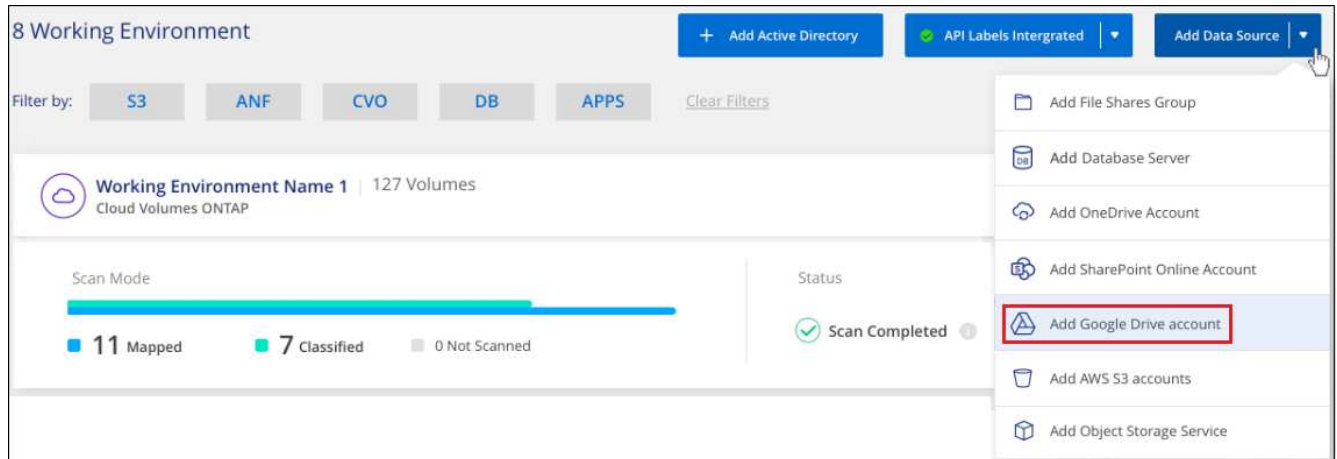 8 Working Environment
+ Add Active Directory
API Labels Intergrated
Add Data Source
Filter by:
S3
ANF
CVO
DB
APPS
Clear Filters
Add File Shares Group
DB
Add Database Server
Working Environment Name 1 | 127 Volumes
Cloud Volumes ONTAP
Add OneDrive Account
Add SharePoint Online Account
Scan Mode
Status
Add Google Drive account
11 Mapped
7 Classified
0 Not Scanned
Scan Completed
Add AWS S3 accounts
Add Object Storage Service